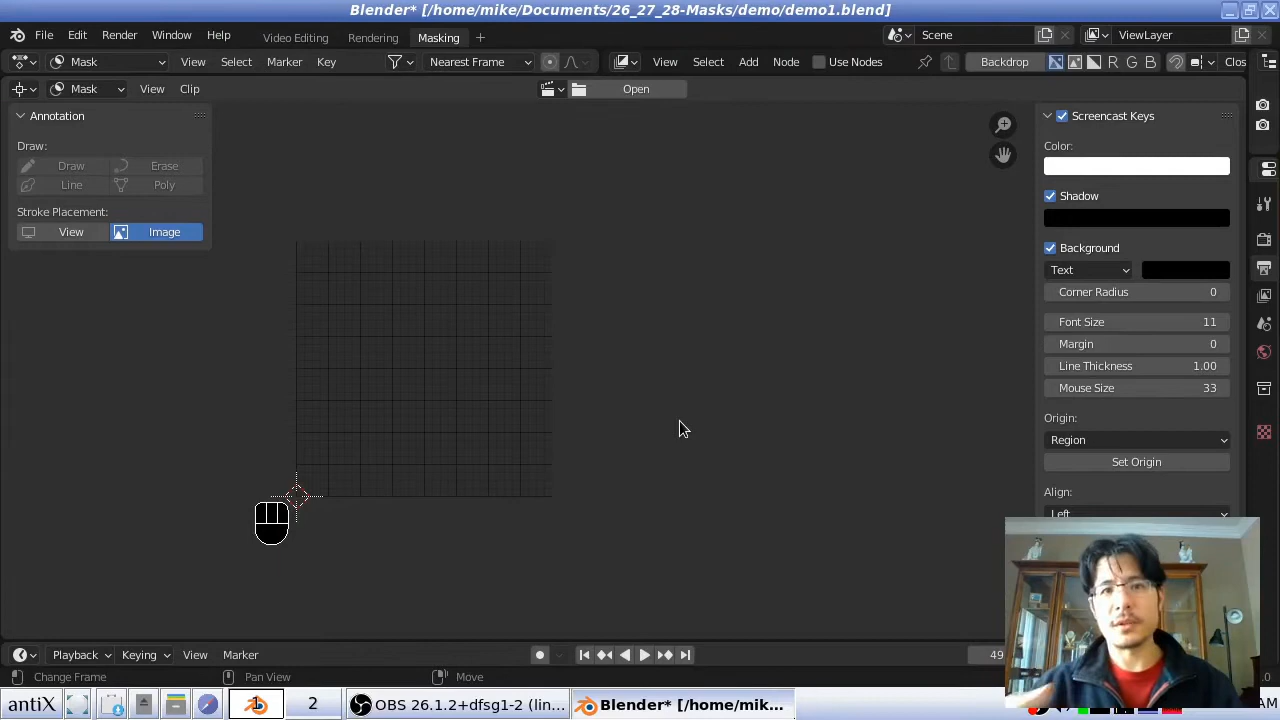 Blender* [/home/mike/Documents/26_27_28-Masks/demo/demo1.blend]
File Edit Render Window Help Video Editing Rendering Masking + Scene ViewLayer
Mask View Select Marker Key Nearest Frame View Select Add Node Use Nodes Backdrop R G B Clos
Mask View Clip Open
Annotation
Draw:
Draw Erase
Line Poly
Stroke Placement:
View Image
Screencast Keys
Color:
Shadow
Background
Text
Corner Radius 0
Font Size 11
Margin 0
Line Thickness 1.00
Mouse Size 33
Origin:
Region
Set Origin
Align:
Left
Playback Keying View Marker 49
Change Frame Pan View Move .0
antiX 1 2 OBS 26.1.2+dfsg1-2 (lin... Blender* [/home/mik... AM